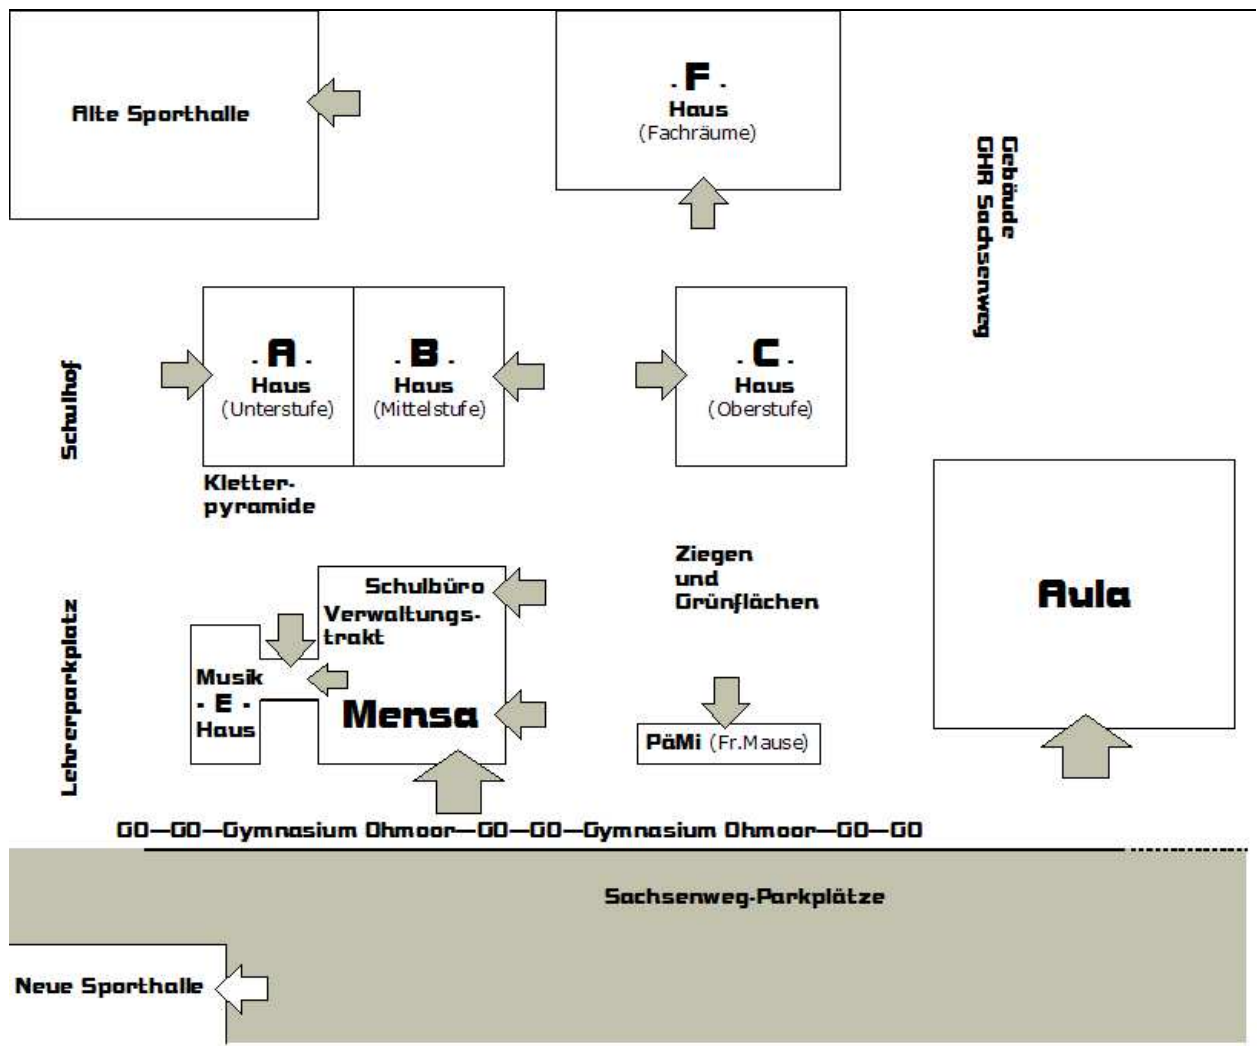 Alte Sporthalle
- F -
Haus
(Fachräume)
Gebäude
GHR Sachsenweg
Schulhof
- A -
Haus
(Unterstufe)
- B -
Haus
(Mittelstufe)
- C -
Haus
(Oberstufe)
Kletter-
pyramide
Ziegen
und
Grünflächen
Aula
Lehrerparkplatz
Schulbüro
Verwaltungs-
trakt
Musik
- E -
Haus
Mensa
PäMi (Fr.Mause)
GO—GO—Gymnasium Ohmoor—GO—GO—Gymnasium Ohmoor—GO—GO
Sachsenweg-Parkplätze
Neue Sporthalle